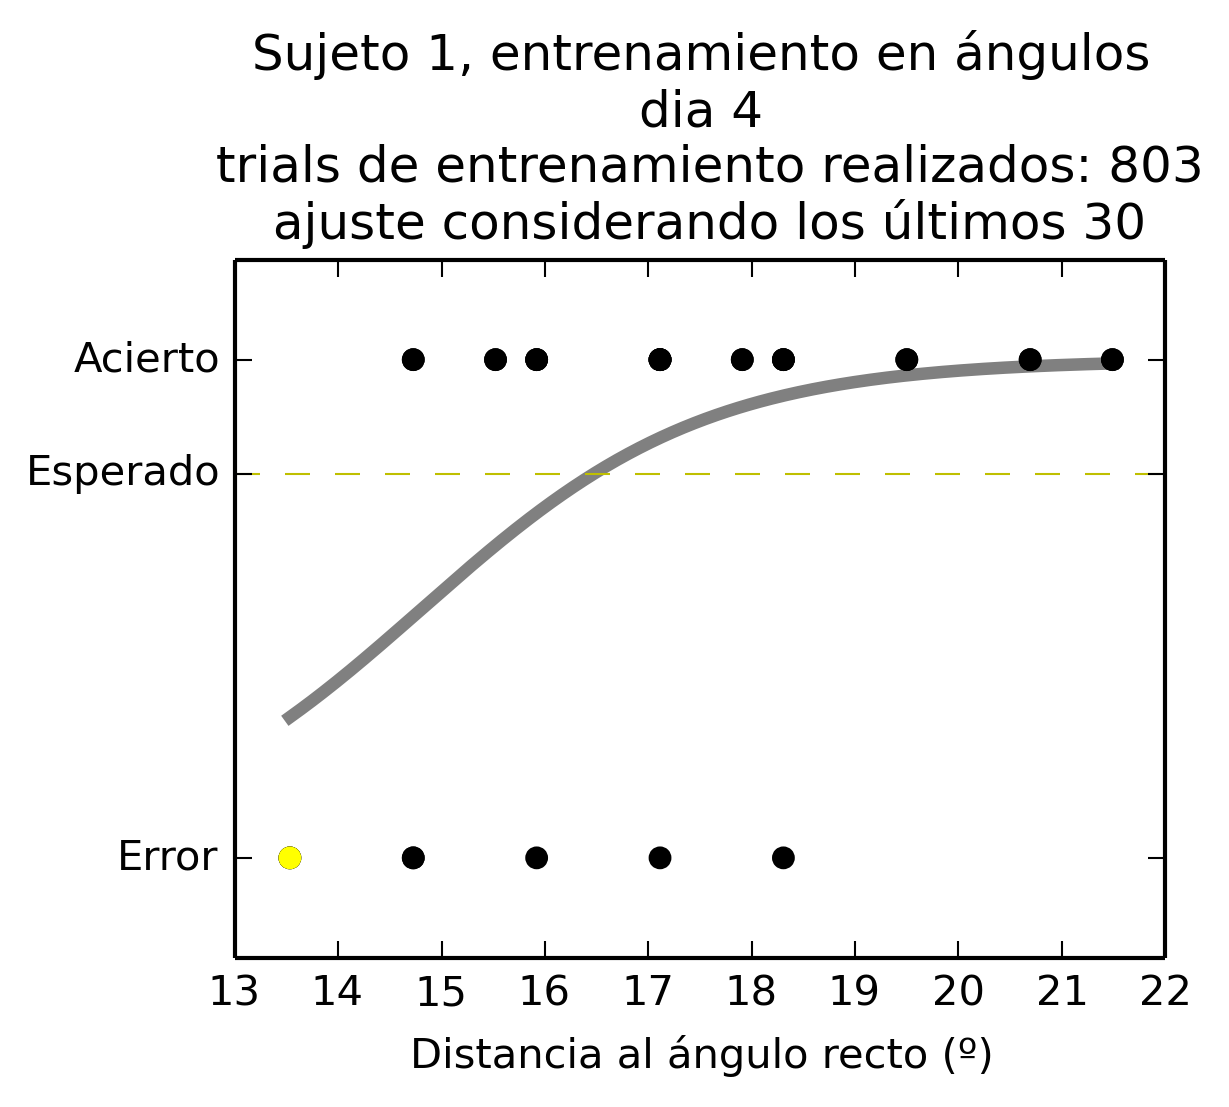 Sujeto 1, entrenamiento en ángulos
dia 4
trials de entrenamiento realizados: 803
ajuste considerando los últimos 30
Acierto
Esperado
Error
13 14 15 16 17 18 19 20 21 22
Distancia al ángulo recto (º)